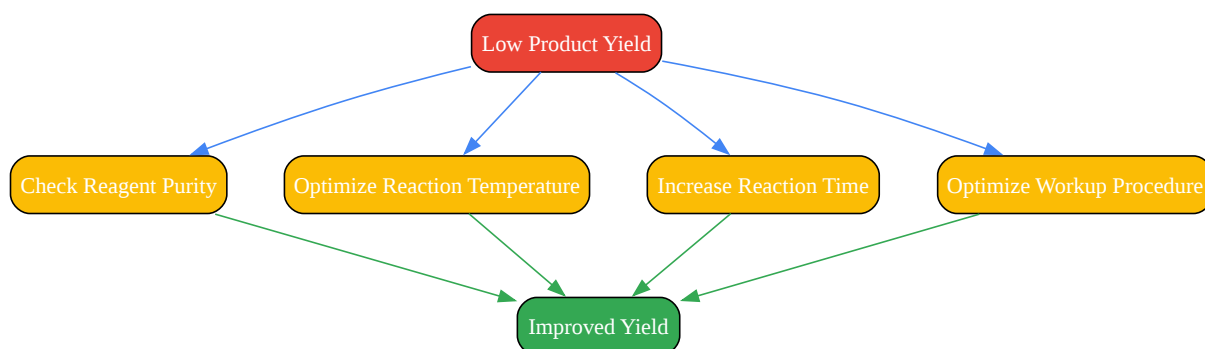 Low Product Yield
Check Reagent Purity
Optimize Reaction Temperature
Increase Reaction Time
Optimize Workup Procedure
Improved Yield